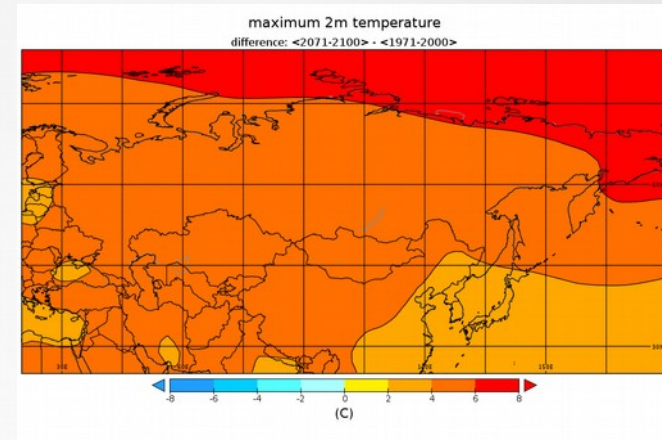 maximum 2m temperature
difference: <2071-2100> - <1971-2000>
-8 -6 -4 -2 0 2 4 6 8
(C)